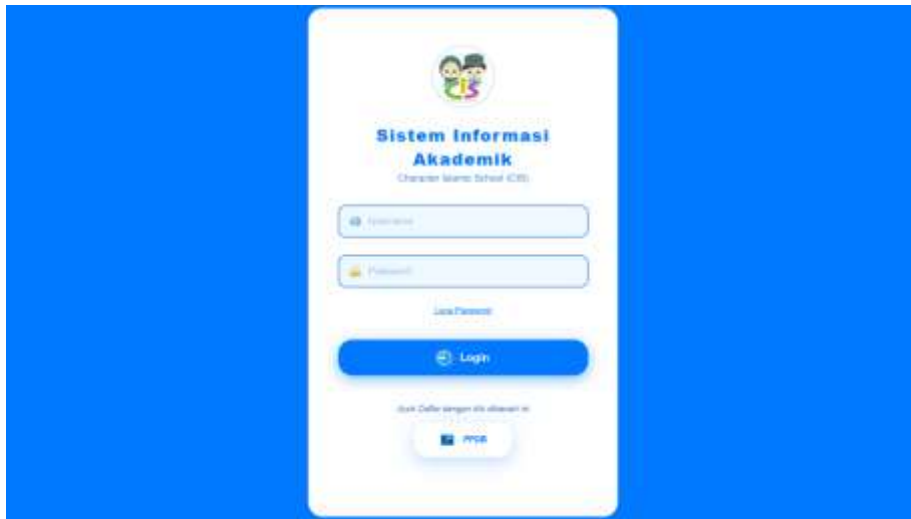 CIS
Sistem Informasi
Akademik
Character Islamic School (CIS)
Username
Password
Lupa Password
Login
PPDB